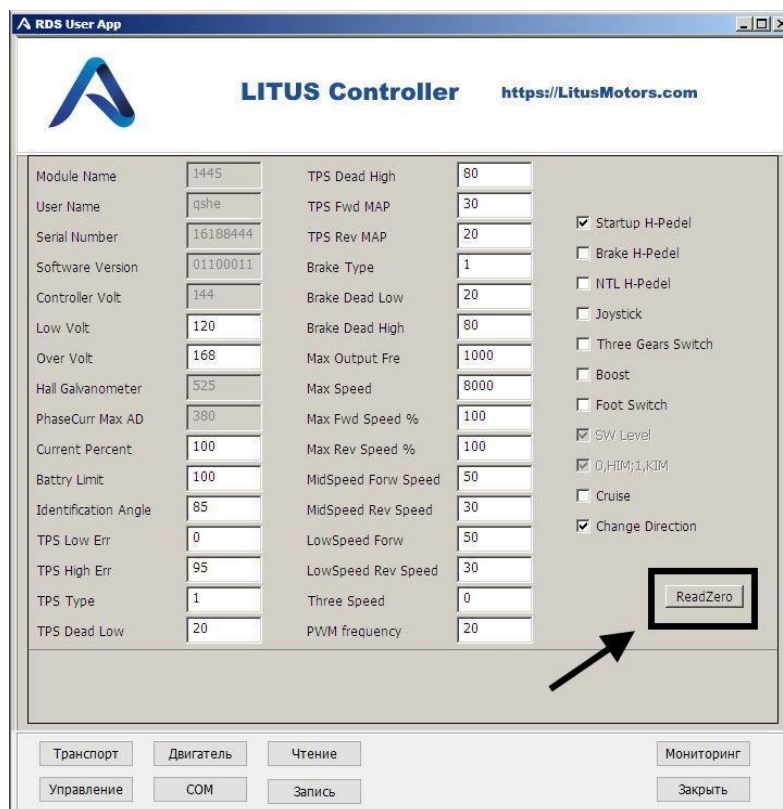 RDS User App
LITUS Controller
https://LitusMotors.com
Module Name 144S
User Name qshe
Serial Number 16188444
Software Version 01100011
Controller Volt 144
Low Volt 120
Over Volt 168
Hall Galvanometer 525
PhaseCurr Max AD 380
Current Percent 100
Battry Limit 100
Identification Angle 85
TPS Low Err 0
TPS High Err 95
TPS Type 1
TPS Dead Low 20
TPS Dead High 80
TPS Fwd MAP 30
TPS Rev MAP 20
Brake Type 1
Brake Dead Low 20
Brake Dead High 80
Max Output Fre 1000
Max Speed 8000
Max Fwd Speed % 100
Max Rev Speed % 100
MidSpeed Forw Speed 50
MidSpeed Rev Speed 30
LowSpeed Forw 50
LowSpeed Rev Speed 30
Three Speed 0
PWM frequency 20
Startup H-Pedel
Brake H-Pedel
NTL H-Pedel
Joystick
Three Gears Switch
Boost
Foot Switch
SW Level
0,HIM;1,KIM
Cruise
Change Direction
ReadZero
Транспорт Двигатель Чтение Мониторинг
Управление COM Запись Закрыть